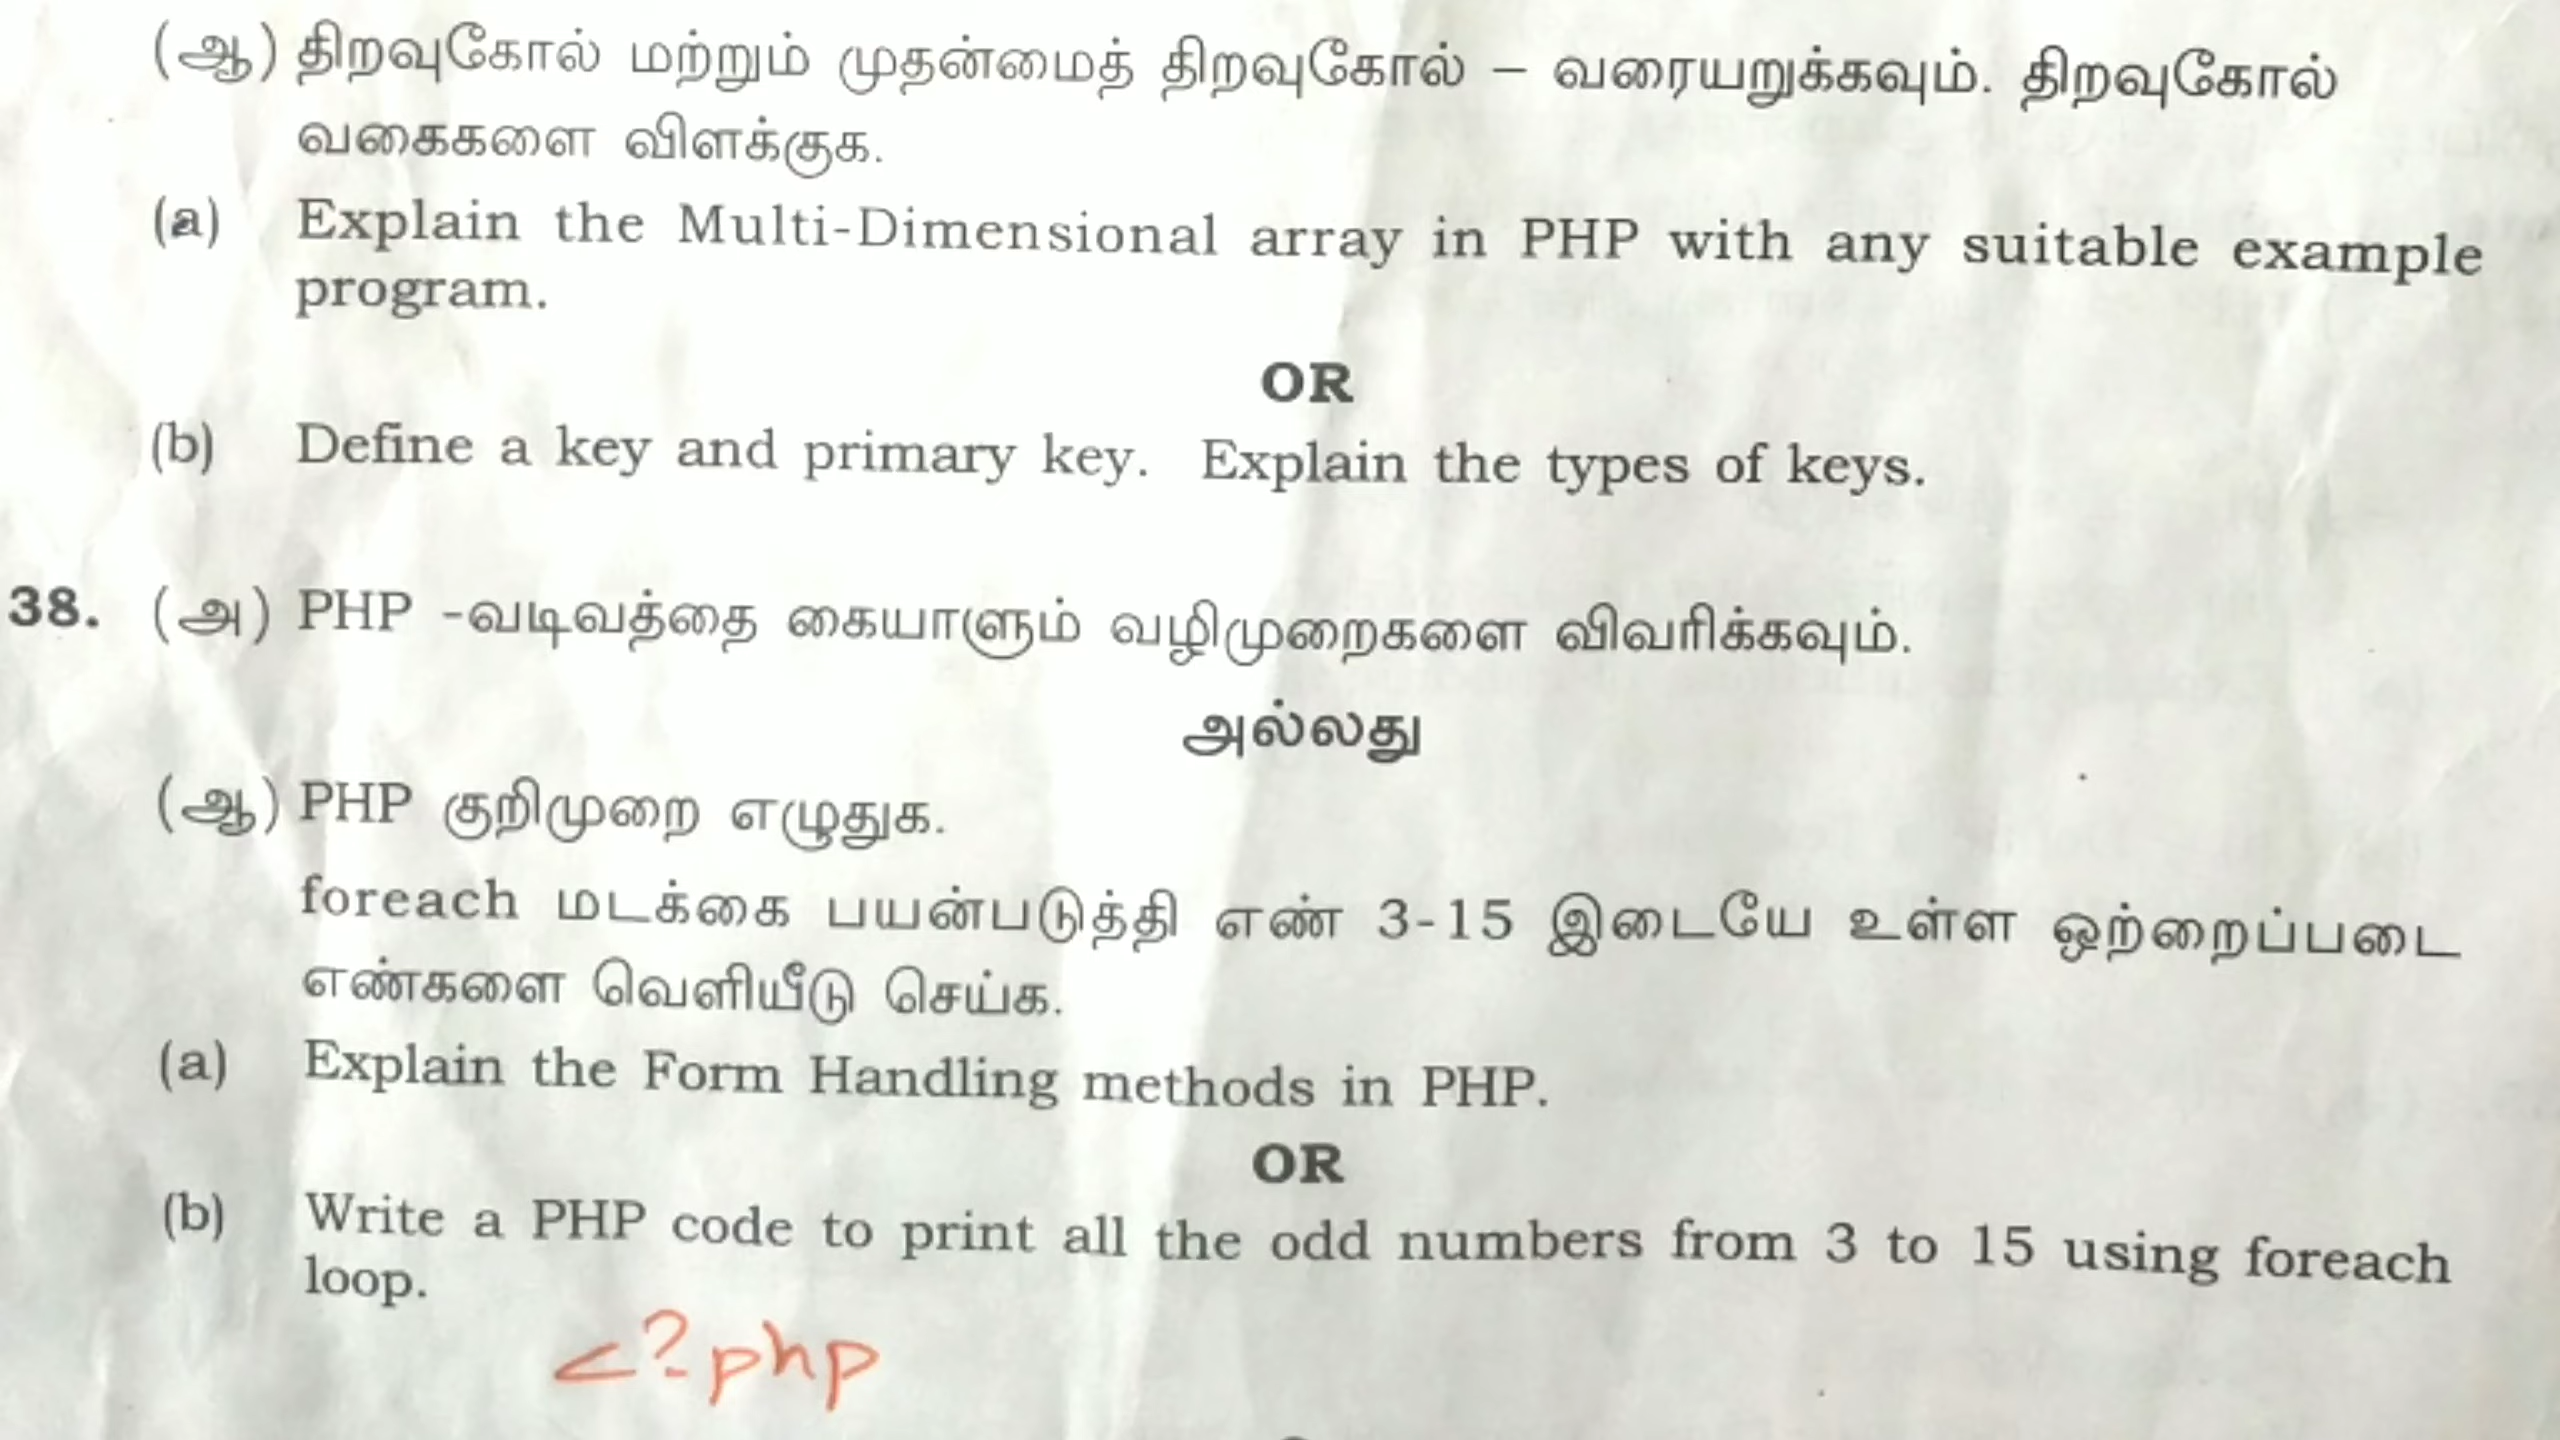 (ஆ) திறவுகோல் மற்றும் முதன்மைத் திறவுகோல் – வரையறுக்கவும். திறவுகோல்
வகைகளை விளக்குக.
(a) Explain the Multi-Dimensional array in PHP with any suitable example
program.
OR
(b) Define a key and primary key. Explain the types of keys.
38. (அ) PHP -வடிவத்தை கையாளும் வழிமுறைகளை விவரிக்கவும்.
அல்லது
(ஆ) PHP குறிமுறை எழுதுக.
foreach மடக்கை பயன்படுத்தி எண் 3-15 இடையே உள்ள ஒற்றைப்படை
எண்களை வெளியீடு செய்க.
(a) Explain the Form Handling methods in PHP.
OR
(b) Write a PHP code to print all the odd numbers from 3 to 15 using foreach
loop.
<?php